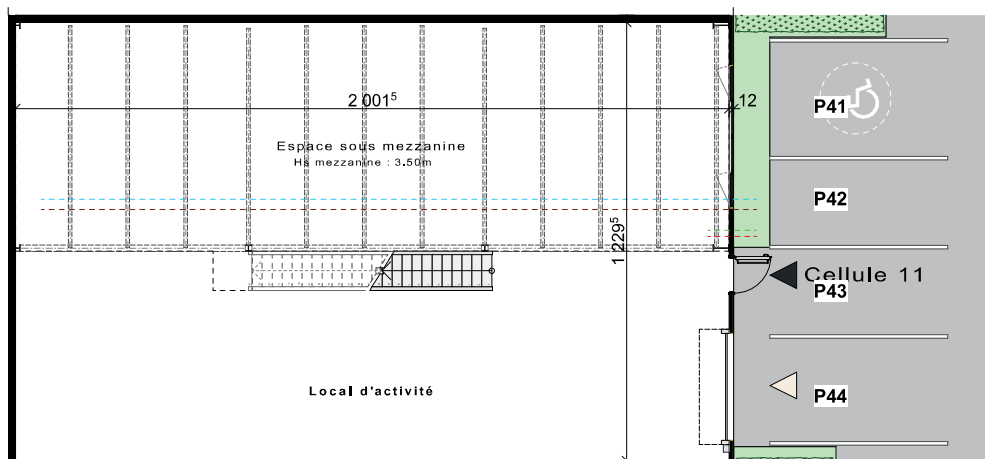 2 001⁵
12
P41
Espace sous mezzanine
Hs mezzanine : 3.50m
P42
1 229⁵
Cellule 11
P43
Local d'activité
P44